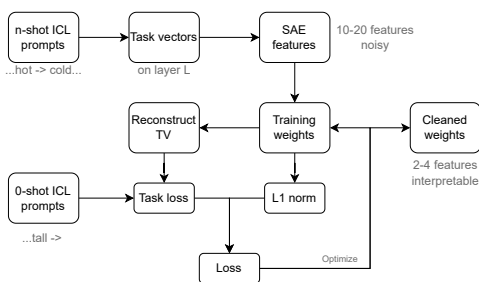 n-shot ICL
prompts
...hot -> cold...
Task vectors
on layer L
SAE
features
10-20 features
noisy
Reconstruct
TV
Training
weights
Cleaned
weights
2-4 features
interpretable
0-shot ICL
prompts
...tall ->
Task loss
L1 norm
Loss
Optimize